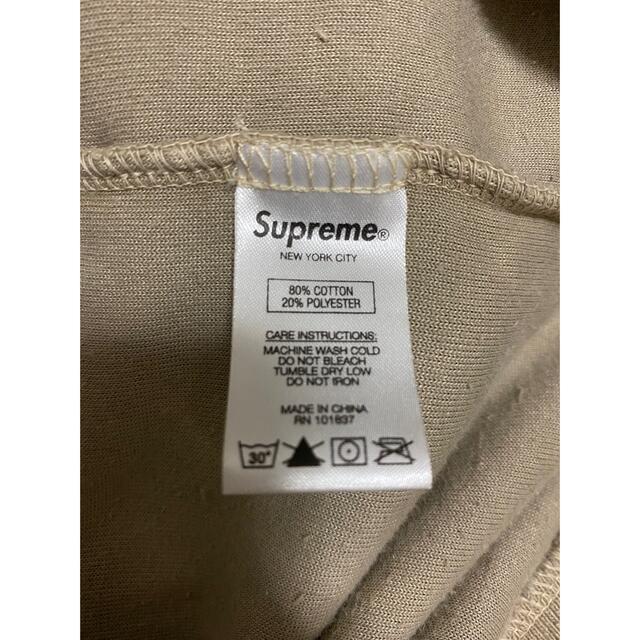 Supreme®
NEW YORK CITY
80% COTTON
20% POLYESTER
CARE INSTRUCTIONS:
MACHINE WASH COLD
DO NOT BLEACH
TUMBLE DRY LOW
DO NOT IRON
MADE IN CHINA
RN 101837
30°